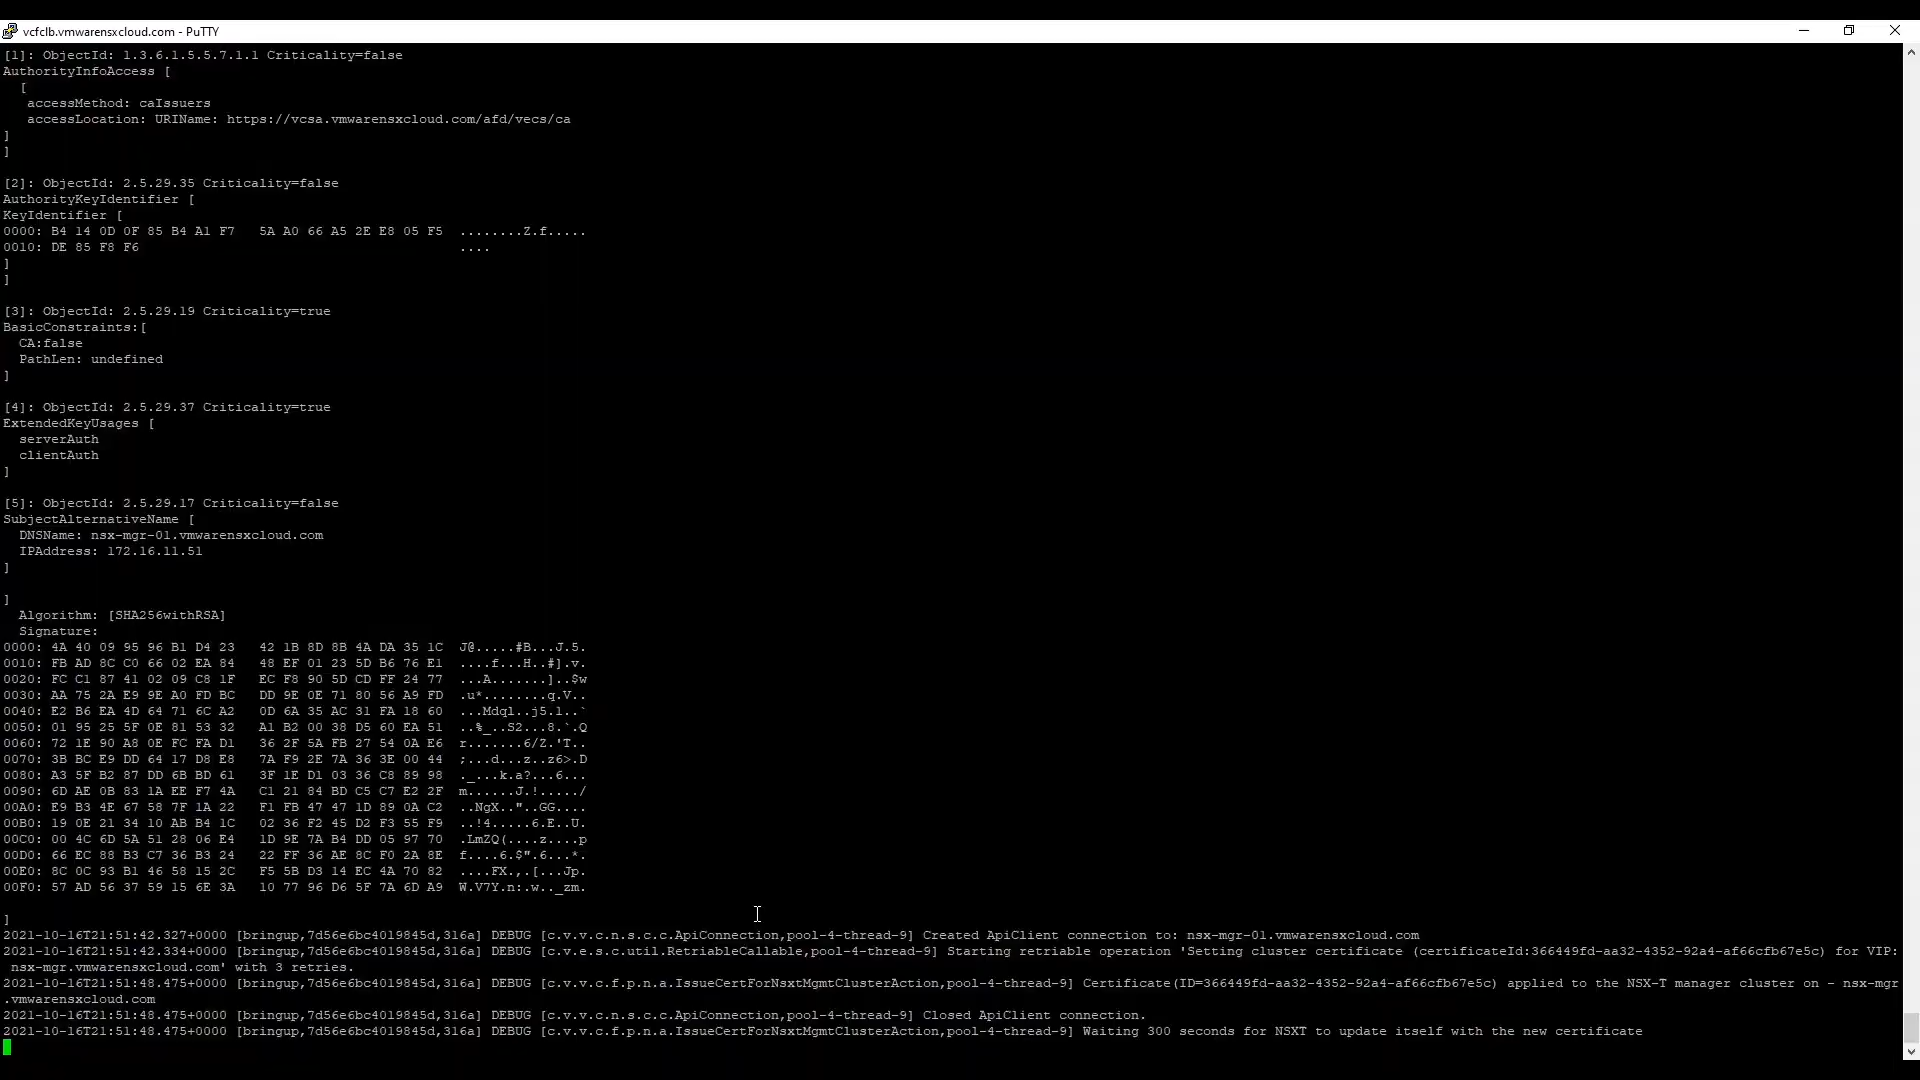 vcfclb.vmwarensxcloud.com - PuTTY
[1]: ObjectId: 1.3.6.1.5.5.7.1.1 Criticality=false
AuthorityInfoAccess [
  [
   accessMethod: caIssuers
   accessLocation: URIName: https://vcsa.vmwarensxcloud.com/afd/vecs/ca
]
]
[2]: ObjectId: 2.5.29.35 Criticality=false
AuthorityKeyIdentifier [
KeyIdentifier [
0000: B4 14 0D 0F 85 B4 A1 F7   5A A0 66 A5 2E E8 05 F5  ........Z.f.....
0010: DE 85 F8 F6                                        ....
]
]
[3]: ObjectId: 2.5.29.19 Criticality=true
BasicConstraints:[
  CA:false
  PathLen: undefined
]
[4]: ObjectId: 2.5.29.37 Criticality=true
ExtendedKeyUsages [
  serverAuth
  clientAuth
]
[5]: ObjectId: 2.5.29.17 Criticality=false
SubjectAlternativeName [
  DNSName: nsx-mgr-01.vmwarensxcloud.com
  IPAddress: 172.16.11.51
]
]
  Algorithm: [SHA256withRSA]
  Signature:
0000: 4A 40 09 95 96 B1 D4 23   42 1B 8D 8B 4A DA 35 1C  J@.....#B...J.5.
0010: FB AD 8C C0 66 02 EA 84   48 EF 01 23 5D B6 76 E1  ....f...H..#].v.
0020: FC C1 87 41 02 09 C8 1F   EC F8 90 5D CD FF 24 77  ...A.......]..$w
0030: AA 75 2A E9 9E A0 FD BC   DD 9E 0E 71 80 56 A9 FD  .u*........q.V..
0040: E2 B6 EA 4D 64 71 6C A2   0D 6A 35 AC 31 FA 18 60  ...Mdql..j5.1..`
0050: 01 95 25 5F 0E 81 53 32   A1 B2 00 38 D5 60 EA 51  ..%_..S2...8.`.Q
0060: 72 1E 90 A8 0E FC FA D1   36 2F 5A FB 27 54 0A E6  r.......6/Z.'T..
0070: 3B BC E9 DD 64 17 D8 E8   7A F9 2E 7A 36 3E 00 44  ;...d...z..z6>.D
0080: A3 5F B2 87 DD 6B BD 61   3F 1E D1 03 36 C8 89 98  ._...k.a?...6...
0090: 6D AE 0B 83 1A EE F7 4A   C1 21 84 BD C5 C7 E2 2F  m......J.!...../
00A0: E9 B3 4E 67 58 7F 1A 22   F1 FB 47 47 1D 89 0A C2  ..NgX.."..GG....
00B0: 19 0E 21 34 10 AB B4 1C   02 36 F2 45 D2 F3 55 F9  ..!4.....6.E..U.
00C0: 00 4C 6D 5A 51 28 06 E4   1D 9E 7A B4 DD 05 97 70  .LmZQ(....z....p
00D0: 66 EC 88 B3 C7 36 B3 24   22 FF 36 AE 8C F0 2A 8E  f....6.$".6...*.
00E0: 8C 0C 93 B1 46 58 15 2C   F5 5B D3 14 EC 4A 70 82  ....FX.,.[...Jp.
00F0: 57 AD 56 37 59 15 6E 3A   10 77 96 D6 5F 7A 6D A9  W.V7Y.n:.w.._zm.
]
2021-10-16T21:51:42.327+0000 [bringup,7d56e6bc4019845d,316a] DEBUG [c.v.v.c.n.s.c.c.ApiConnection,pool-4-thread-9] Created ApiClient connection to: nsx-mgr-01.vmwarensxcloud.com
2021-10-16T21:51:42.334+0000 [bringup,7d56e6bc4019845d,316a] DEBUG [c.v.e.s.c.util.RetriableCallable,pool-4-thread-9] Starting retriable operation 'Setting cluster certificate (certificateId:366449fd-aa32-4352-92a4-af66cfb67e5c) for VIP:
 nsx-mgr.vmwarensxcloud.com' with 3 retries.
2021-10-16T21:51:48.475+0000 [bringup,7d56e6bc4019845d,316a] DEBUG [c.v.v.c.f.p.n.a.IssueCertForNsxtMgmtClusterAction,pool-4-thread-9] Certificate(ID=366449fd-aa32-4352-92a4-af66cfb67e5c) applied to the NSX-T manager cluster on - nsx-mgr
.vmwarensxcloud.com
2021-10-16T21:51:48.475+0000 [bringup,7d56e6bc4019845d,316a] DEBUG [c.v.v.c.n.s.c.c.ApiConnection,pool-4-thread-9] Closed ApiClient connection.
2021-10-16T21:51:48.475+0000 [bringup,7d56e6bc4019845d,316a] DEBUG [c.v.v.c.f.p.n.a.IssueCertForNsxtMgmtClusterAction,pool-4-thread-9] Waiting 300 seconds for NSXT to update itself with the new certificate